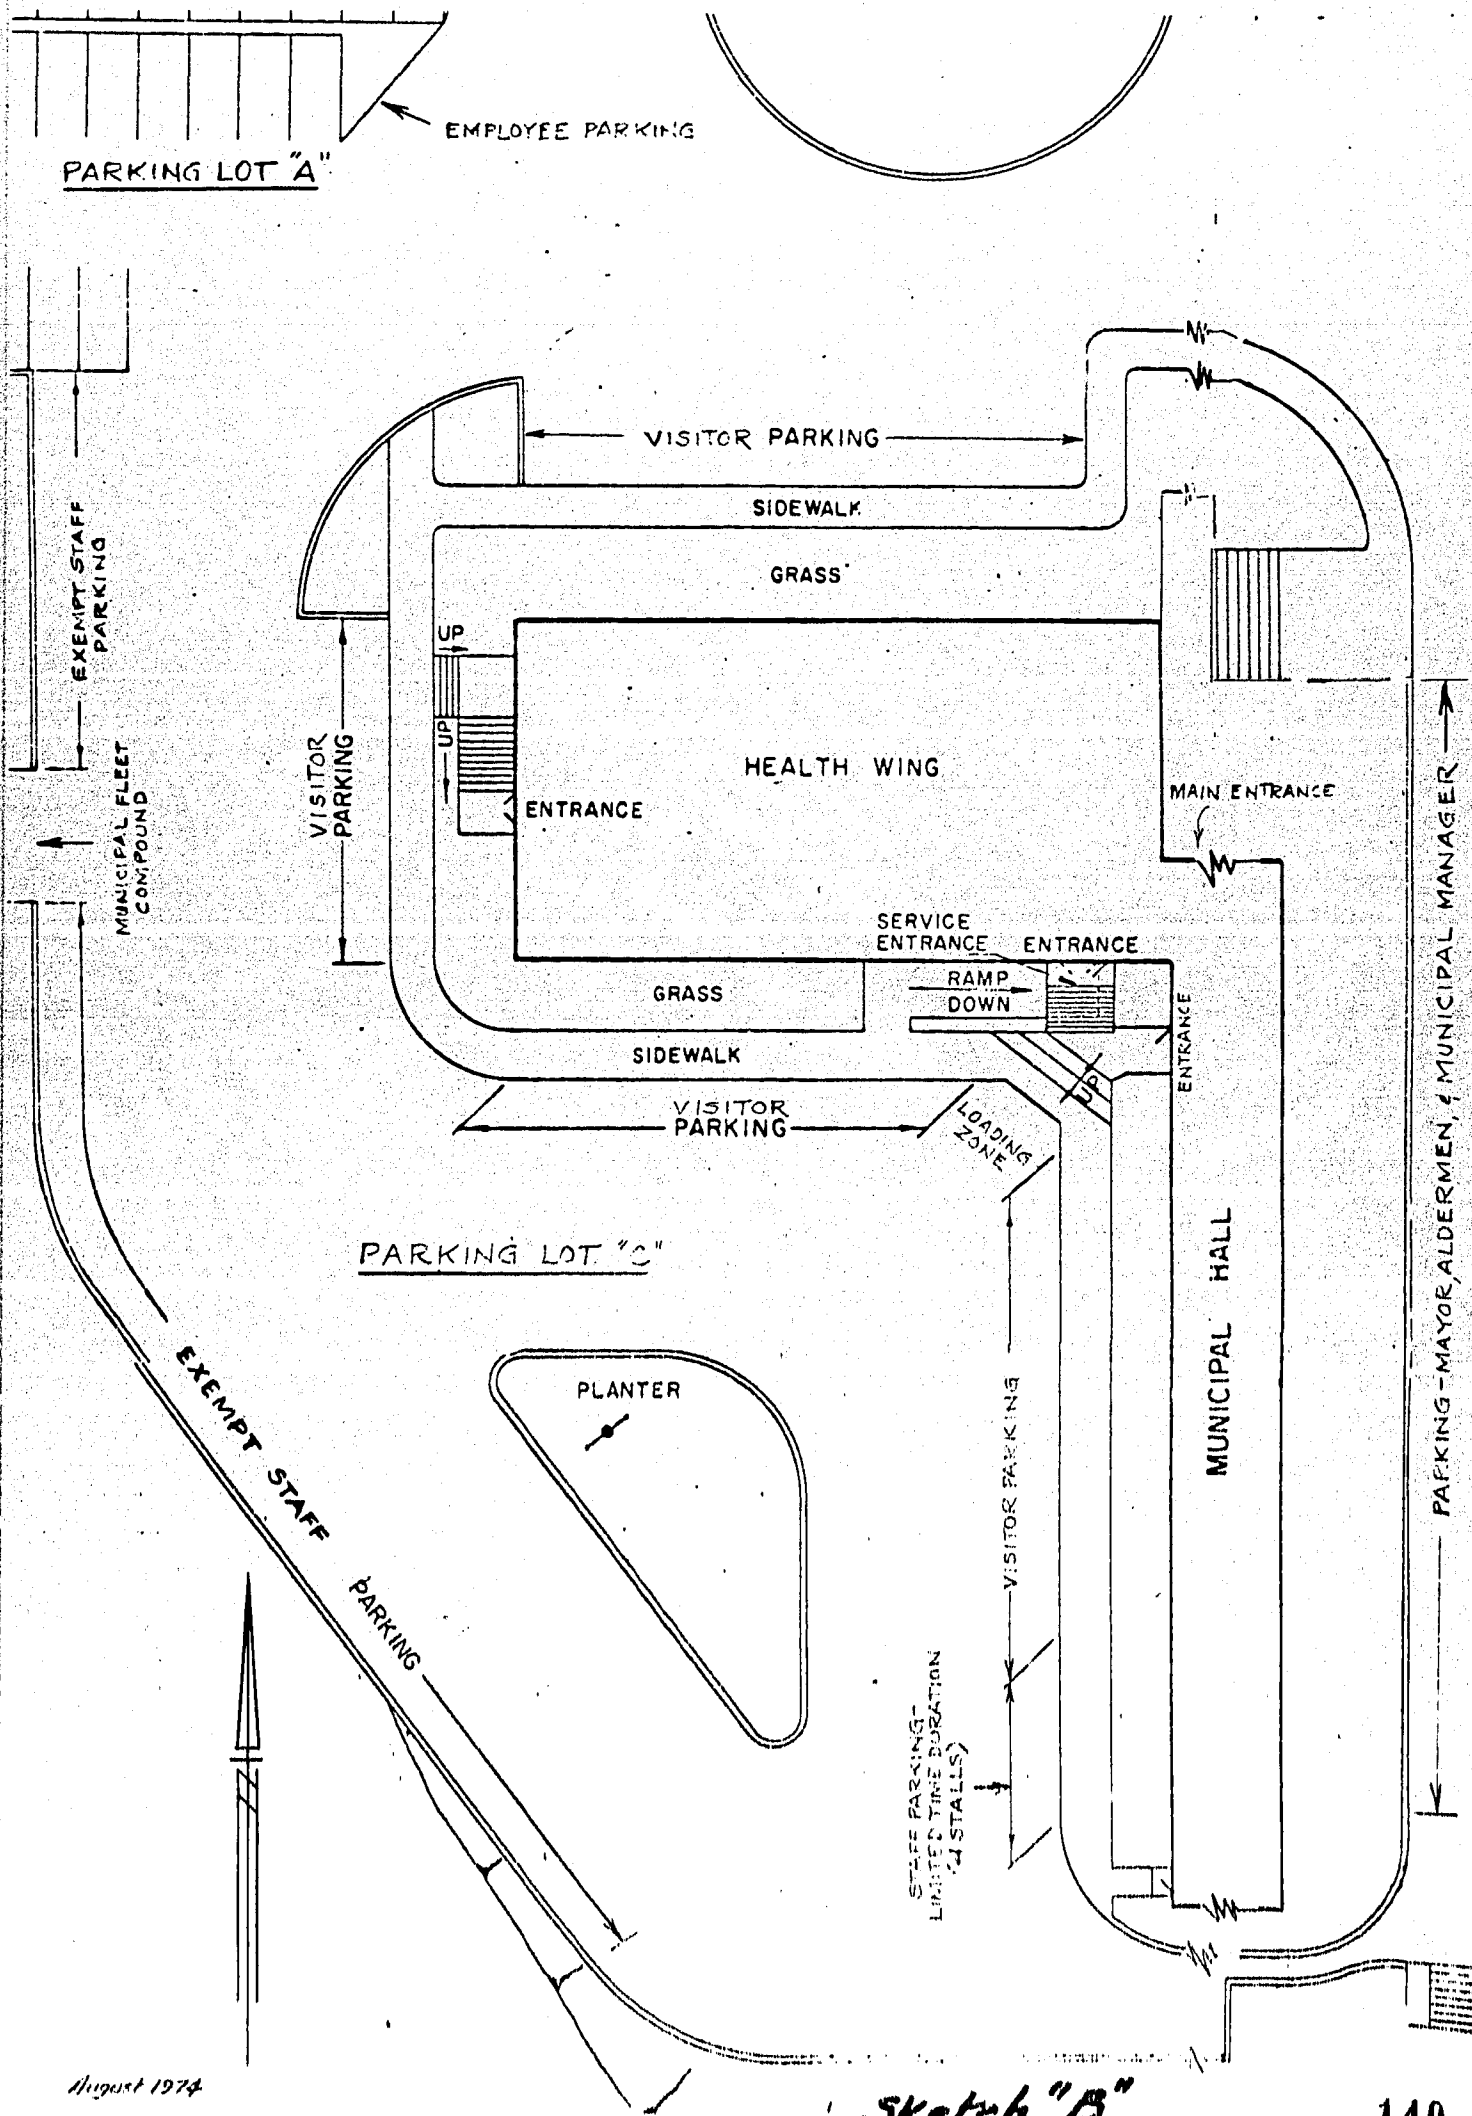 EMPLOYEE PARKING
PARKING LOT "A"
VISITOR PARKING
SIDEWALK
EXEMPT STAFF
PARKING
GRASS
UP
UP
VISITOR
PARKING
HEALTH WING
MAIN ENTRANCE
ENTRANCE
MUNICIPAL FLEET
COMPOUND
SERVICE
ENTRANCE
ENTRANCE
RAMP
DOWN
GRASS
ENTRANCE
SIDEWALK
UP
VISITOR
PARKING
LOADING
ZONE
PARKING - MAYOR, ALDERMEN, & MUNICIPAL MANAGER
PARKING LOT "C"
MUNICIPAL HALL
EXEMPT STAFF PARKING
PLANTER
VISITOR PARKING
STAFF PARKING-
LIMITED TIME DURATION
STALLS)
August 1974
Sketch "B"
140